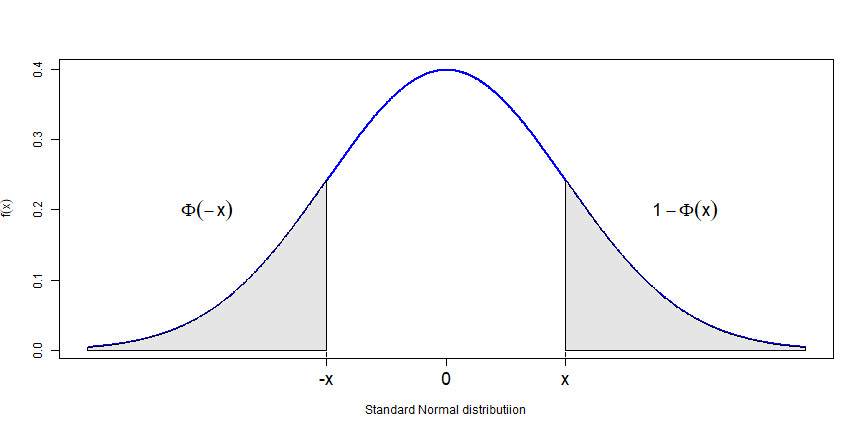 0.4
0.3
0.2
0.1
0.0
f(x)
Φ(−x)
1−Φ(x)
-x
0
x
Standard Normal distributiion